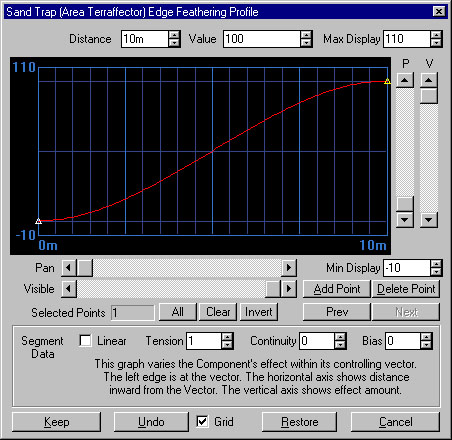 Sand Trap (Area Terraffector) Edge Feathering Profile
Distance 10m Value 100 Max Display 110
P V
110
-10
0m 10m
Pan Min Display -10
Visible Add Point Delete Point
Selected Points 1 All Clear Invert Prev Next
Segment Data Linear Tension 1 Continuity 0 Bias 0
This graph varies the Component's effect within its controlling vector.
The left edge is at the vector. The horizontal axis shows distance
inward from the Vector. The vertical axis shows effect amount.
Keep Undo Grid Restore Cancel